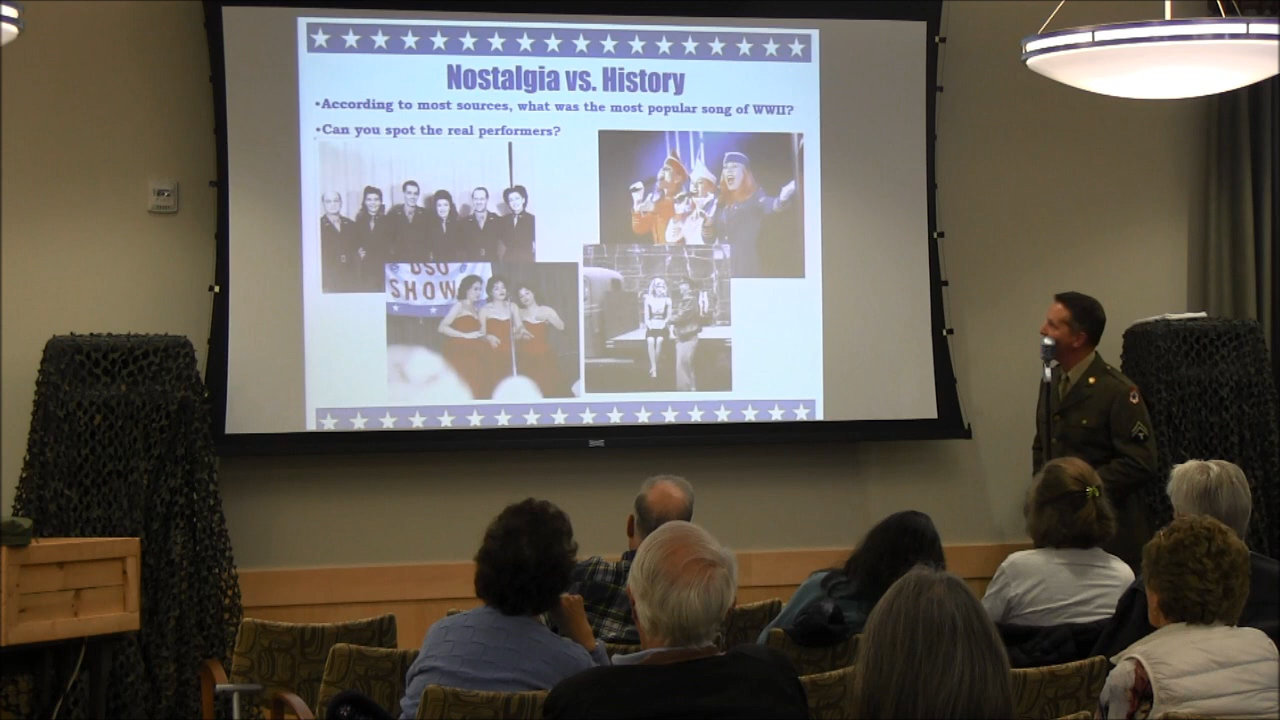 Nostalgia vs. History
•According to most sources, what was the most popular song of WWII?
•Can you spot the real performers?
USO
SHOW